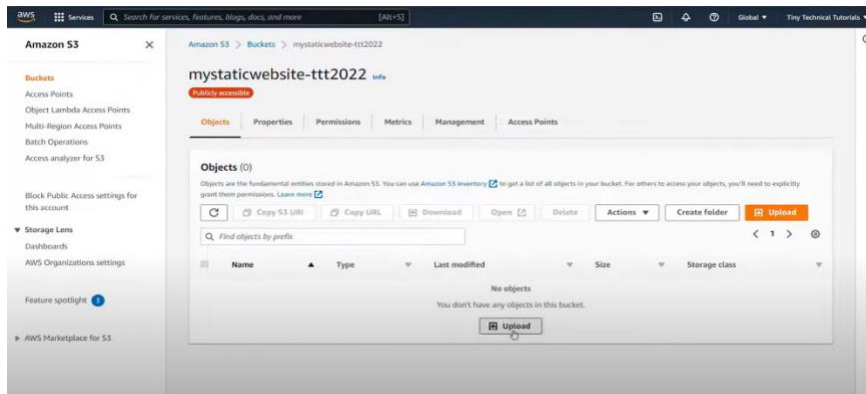 aws Services Search for services, features, blogs, docs, and more [Alt+S] Global Tiny Technical Tutorials
Amazon S3
Buckets
Access Points
Object Lambda Access Points
Multi-Region Access Points
Batch Operations
Access analyzer for S3
Block Public Access settings for
this account
Storage Lens
Dashboards
AWS Organizations settings
Feature spotlight 1
AWS Marketplace for S3
Amazon S3 > Buckets > mystaticwebsite-ttt2022
mystaticwebsite-ttt2022 Info
Publicly accessible
Objects Properties Permissions Metrics Management Access Points
Objects (0)
Objects are the fundamental entities stored in Amazon S3. You can use Amazon S3 inventory to get a list of all objects in your bucket. For others to access your objects, you'll need to explicitly
grant them permissions. Learn more
Copy S3 URI Copy URL Download Open Delete Actions Create folder Upload
Find objects by prefix < 1 >
Name Type Last modified Size Storage class
No objects
You don't have any objects in this bucket.
Upload